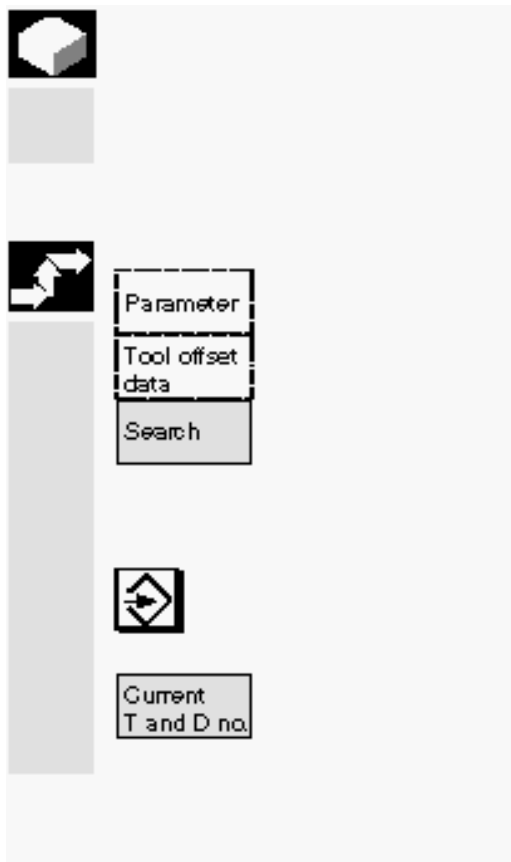 Parameter
Tool offset
data
Search
Current
T and D no.